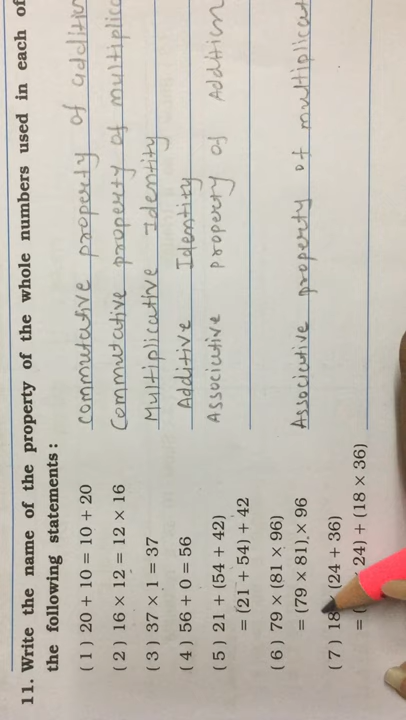 11. Write the name of the property of the whole numbers used in each of
the following statements :
(1) 20 + 10 = 10 + 20 commutative property of
(2) 16 × 12 = 12 × 16 Commutative property of
(3) 37 × 1 = 37 Multiplicative Identity
(4) 56 + 0 = 56 Additive Identity
(5) 21 + (54 + 42) Associative property of Addition
= (21 + 54) + 42
(6) 79 × (81 × 96)
= (79 × 81) × 96 Associative property of
(7) 18 (24 + 36)
= ( 24) + (18 × 36)